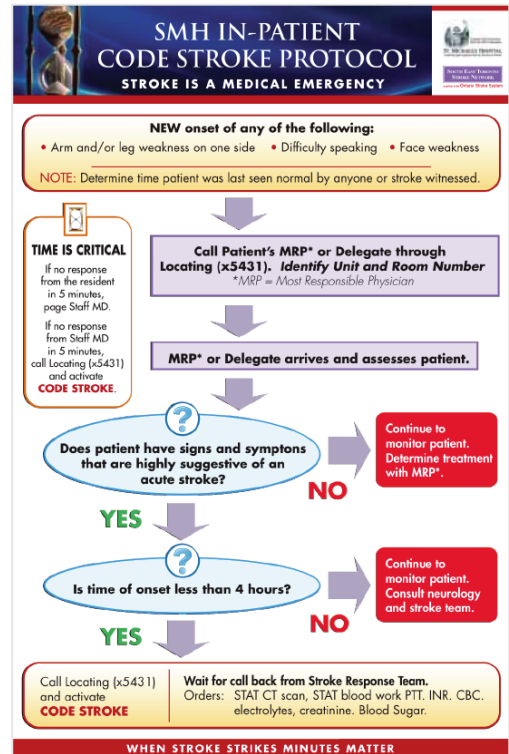 SMH IN-PATIENT
CODE STROKE PROTOCOL
STROKE IS A MEDICAL EMERGENCY
ST. MICHAEL'S HOSPITAL
SOUTH EAST TORONTO
STROKE NETWORK
Ontario Stroke System
NEW onset of any of the following:
• Arm and/or leg weakness on one side • Difficulty speaking • Face weakness
NOTE: Determine time patient was last seen normal by anyone or stroke witnessed.
TIME IS CRITICAL
If no response
from the resident
in 5 minutes,
page Staff MD.
If no response
from Staff MD
in 5 minutes,
call Locating (x5431)
and activate
CODE STROKE.
Call Patient's MRP* or Delegate through
Locating (x5431). Identify Unit and Room Number
*MRP = Most Responsible Physician
MRP* or Delegate arrives and assesses patient.
?
Does patient have signs and symptons
that are highly suggestive of an
acute stroke?
NO
Continue to
monitor patient.
Determine treatment
with MRP*.
YES
?
Is time of onset less than 4 hours?
NO
Continue to
monitor patient.
Consult neurology
and stroke team.
YES
Call Locating (x5431)
and activate
CODE STROKE
Wait for call back from Stroke Response Team.
Orders: STAT CT scan, STAT blood work PTT. INR. CBC.
electrolytes, creatinine. Blood Sugar.
WHEN STROKE STRIKES MINUTES MATTER